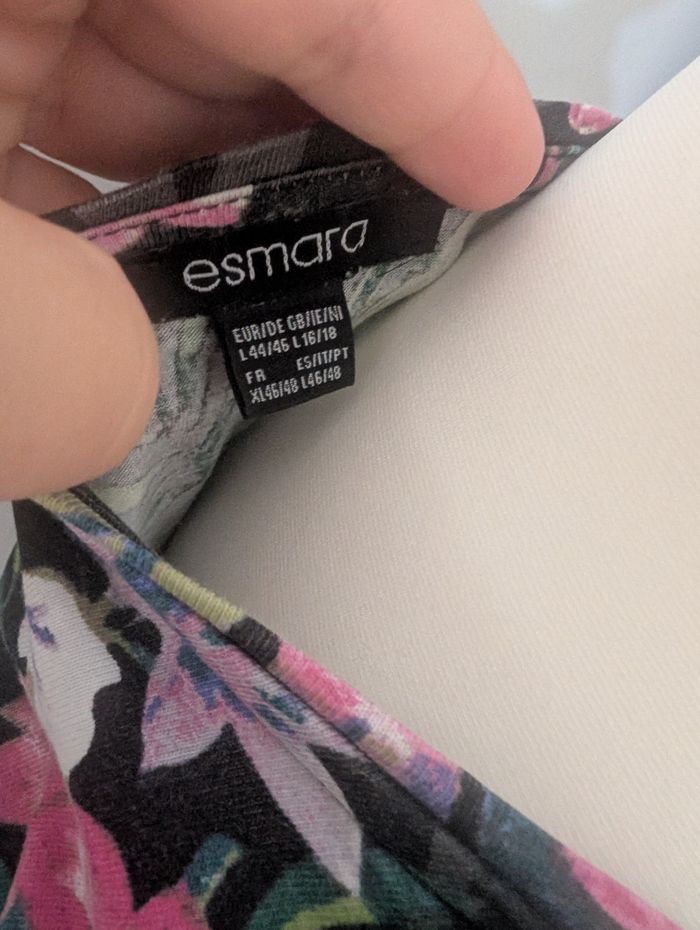 esmara
EUR/DE GB/IE/NI
L 44/46 L 16/18
FR ES/IT/PT
XL46/48 L46/48